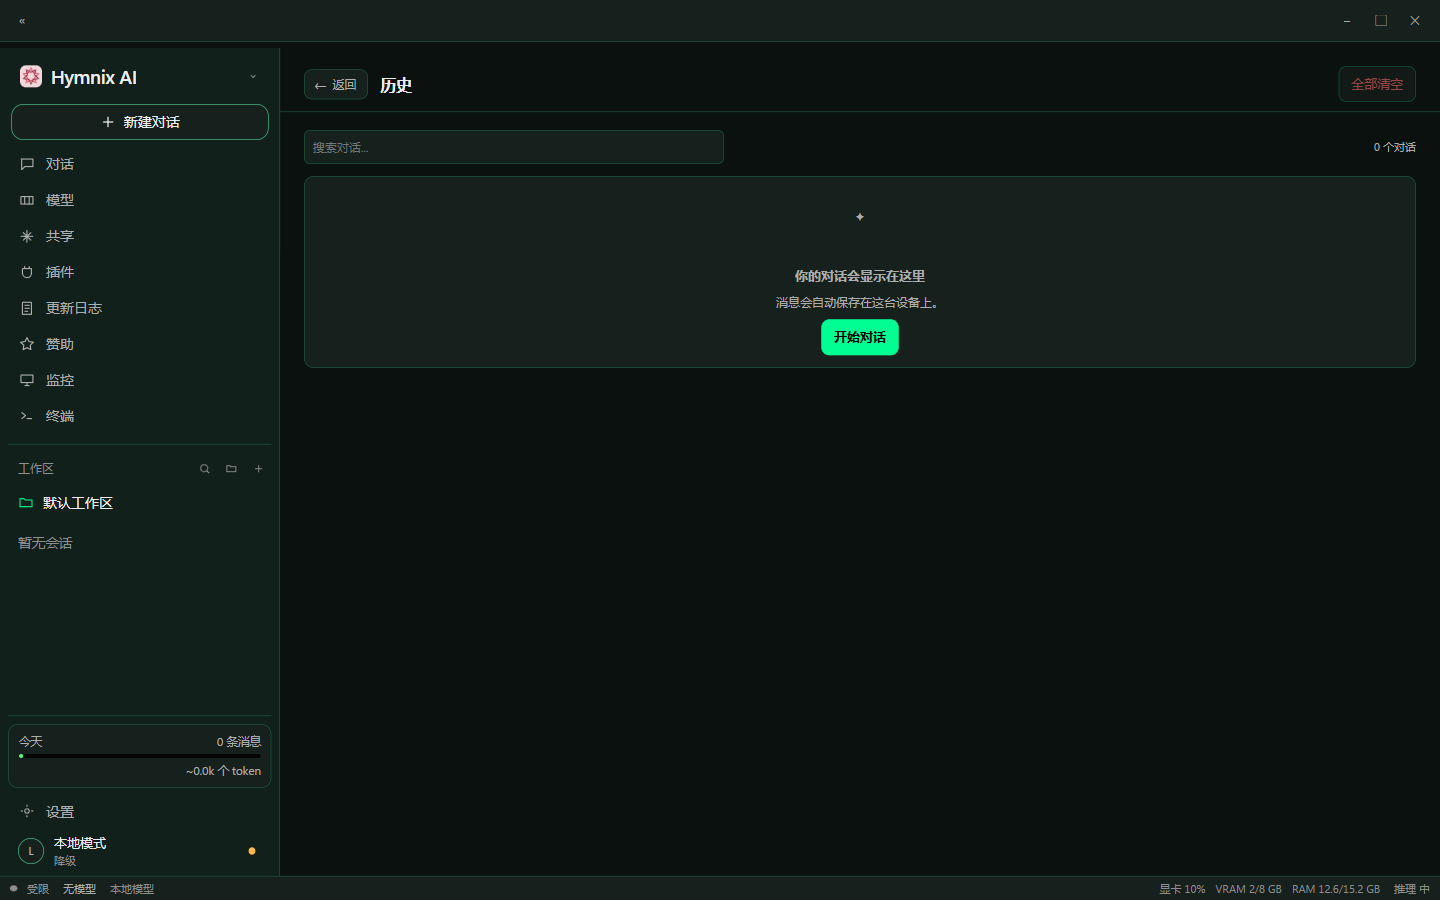 «
Hymnix AI
+ 新建对话
对话
模型
共享
插件
更新日志
赞助
监控
终端
工作区
默认工作区
暂无会话
今天 0 条消息
~0.0k 个 token
设置
L 本地模式
降级
← 返回 历史 全部清空
搜索对话... 0 个对话
你的对话会显示在这里
消息会自动保存在这台设备上。
开始对话
受限 无模型 本地模型 显卡 10% VRAM 2/8 GB RAM 12.6/15.2 GB 推理 中